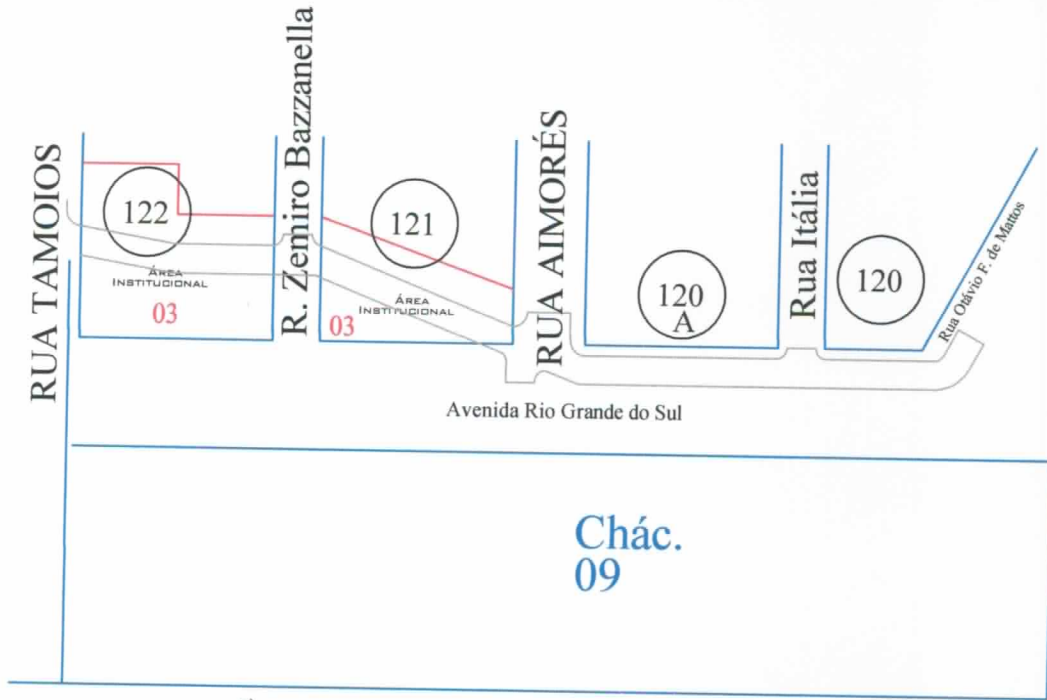 RUA TAMOIOS
122
ÁREA
INSTITUCIONAL
03
R. Zemiro Bazzanella
121
ÁREA
INSTITUCIONAL
03
RUA AIMORÉS
120
A
Rua Itália
120
Rua Otávio F. de Mattos
Avenida Rio Grande do Sul
Chác.
09